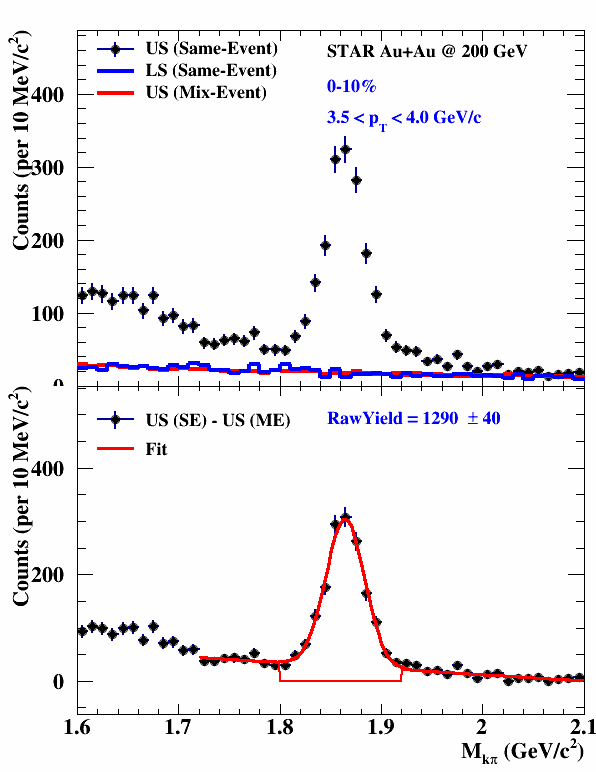 US (Same-Event)
LS (Same-Event)
US (Mix-Event)
STAR Au+Au @ 200 GeV
0-10%
3.5 < p_T < 4.0 GeV/c
Counts (per 10 MeV/c²)
400
300
200
100
0
US (SE) - US (ME)
Fit
RawYield = 1290 ± 40
Counts (per 10 MeV/c²)
400
200
0
1.6 1.7 1.8 1.9 2 2.1
M_kπ (GeV/c²)